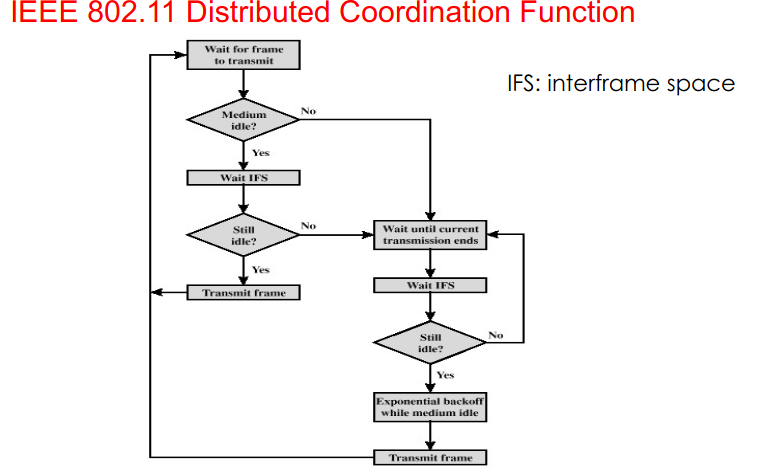 IEEE 802.11 Distributed Coordination Function
IFS: interframe space
Wait for frame
to transmit
Medium
idle?
No
Yes
Wait IFS
Still
idle?
No
Yes
Transmit frame
Wait until current
transmission ends
Wait IFS
Still
idle?
No
Yes
Exponential backoff
while medium idle
Transmit frame